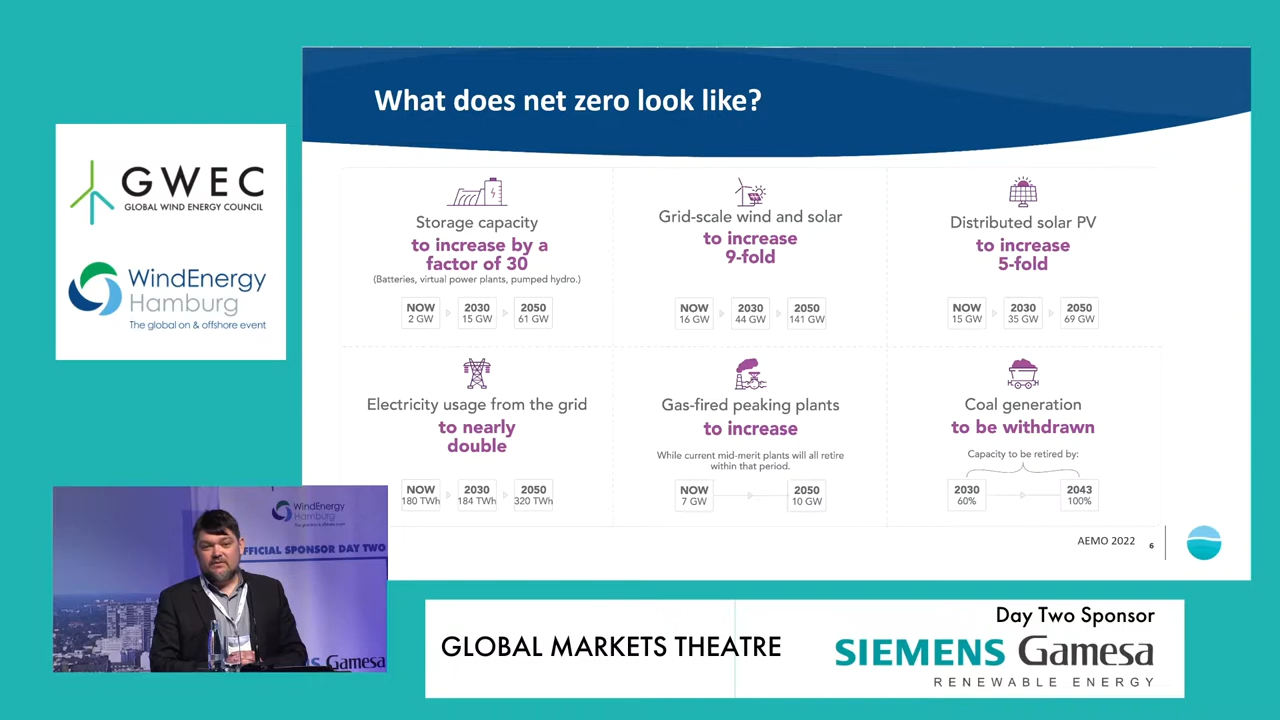 What does net zero look like?
GWEC
GLOBAL WIND ENERGY COUNCIL
WindEnergy
Hamburg
The global on & offshore event
Storage capacity
to increase by a
factor of 30
(Batteries, virtual power plants, pumped hydro.)
NOW 2030 2050
2 GW 15 GW 61 GW
Grid-scale wind and solar
to increase
9-fold
NOW 2030 2050
16 GW 44 GW 141 GW
Distributed solar PV
to increase
5-fold
NOW 2030 2050
15 GW 35 GW 69 GW
Electricity usage from the grid
to nearly
double
NOW 2030 2050
180 TWh 184 TWh 320 TWh
Gas-fired peaking plants
to increase
While current mid-merit plants will all retire
within that period.
NOW 2050
7 GW 10 GW
Coal generation
to be withdrawn
Capacity to be retired by:
2030 2043
60% 100%
AEMO 2022 6
WindEnergy
Hamburg
The global on & offshore event
FFICIAL SPONSOR DAY TWO
S Gamesa
GLOBAL MARKETS THEATRE
Day Two Sponsor
SIEMENS Gamesa
RENEWABLE ENERGY